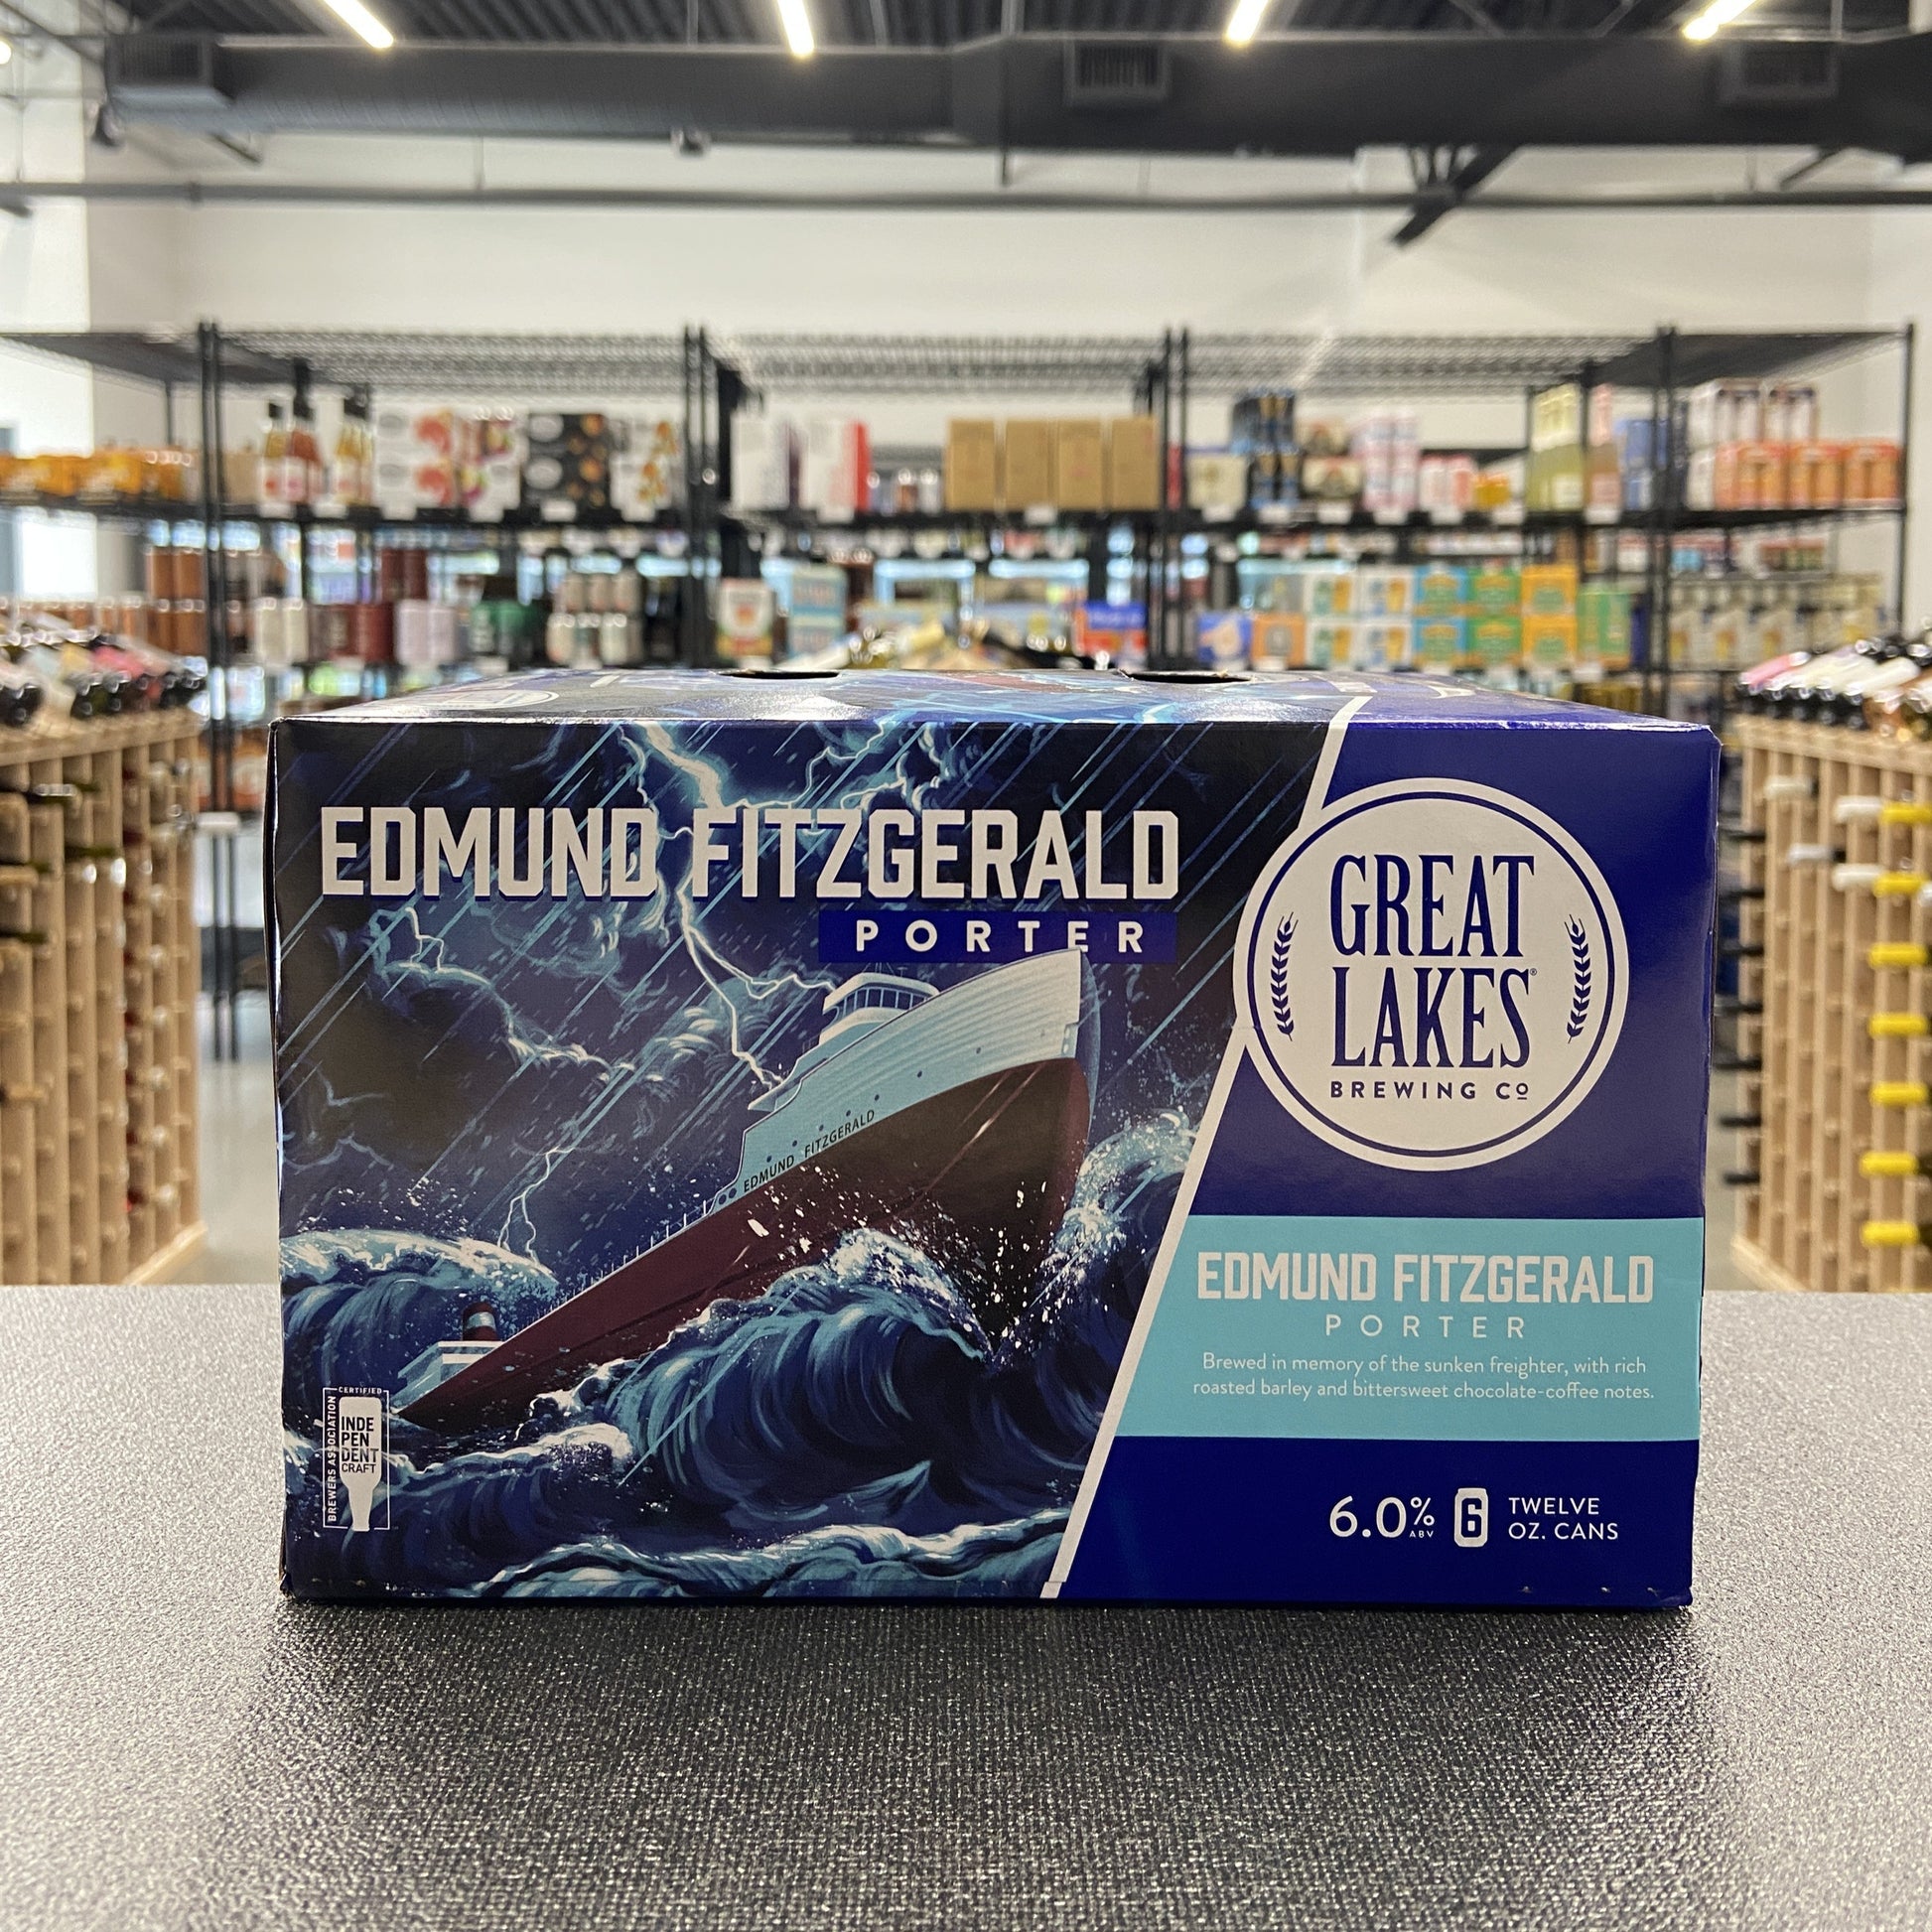 EDMUND FITZGERALD
PORTER
EDMUND FITZGERALD
GREAT
LAKES®
BREWING Cº
EDMUND FITZGERALD
PORTER
Brewed in memory of the sunken freighter, with rich
roasted barley and bittersweet chocolate-coffee notes.
6.0%
ABV
6
TWELVE
OZ. CANS
CERTIFIED
BREWERS ASSOCIATION
INDE
PEN
DENT
CRAFT